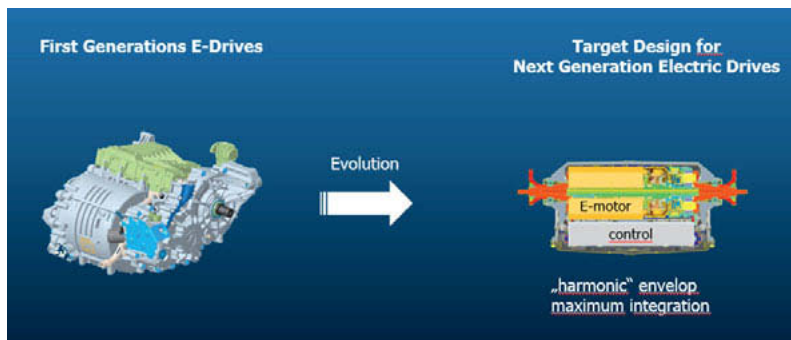 First Generations E-Drives
Target Design for
Next Generation Electric Drives
Evolution
E-motor
control
„harmonic“ envelop
maximum integration